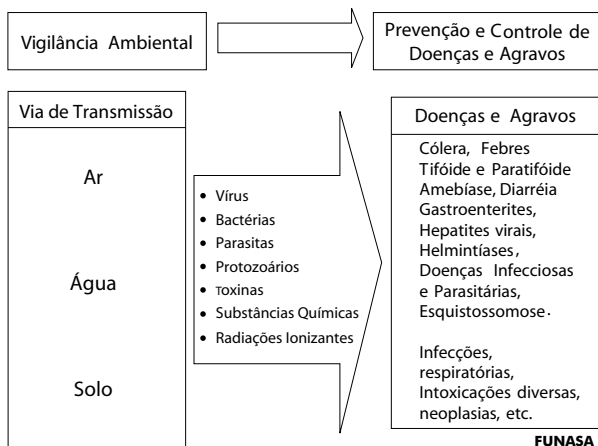 Vigilância Ambiental
Prevenção e Controle de
Doenças e Agravos
Via de Transmissão
Ar
Água
Solo
• Vírus
• Bactérias
• Parasitas
• Protozoários
• Toxinas
• Substâncias Químicas
• Radiações Ionizantes
Doenças e Agravos
Cólera, Febres
Tifóide e Paratifóide
Amebíase, Diarréia
Gastroenterites,
Hepatites virais,
Helmintíases,
Doenças Infecciosas
e Parasitárias,
Esquistossomose.
Infecções,
respiratórias,
Intoxicações diversas,
neoplasias, etc.
FUNASA